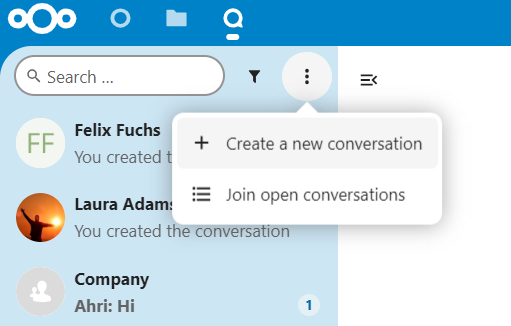 Search ...
FF
Felix Fuchs
You created t
Create a new conversation
Join open conversations
Laura Adams
You created the conversation
Company
Ahri: Hi
1